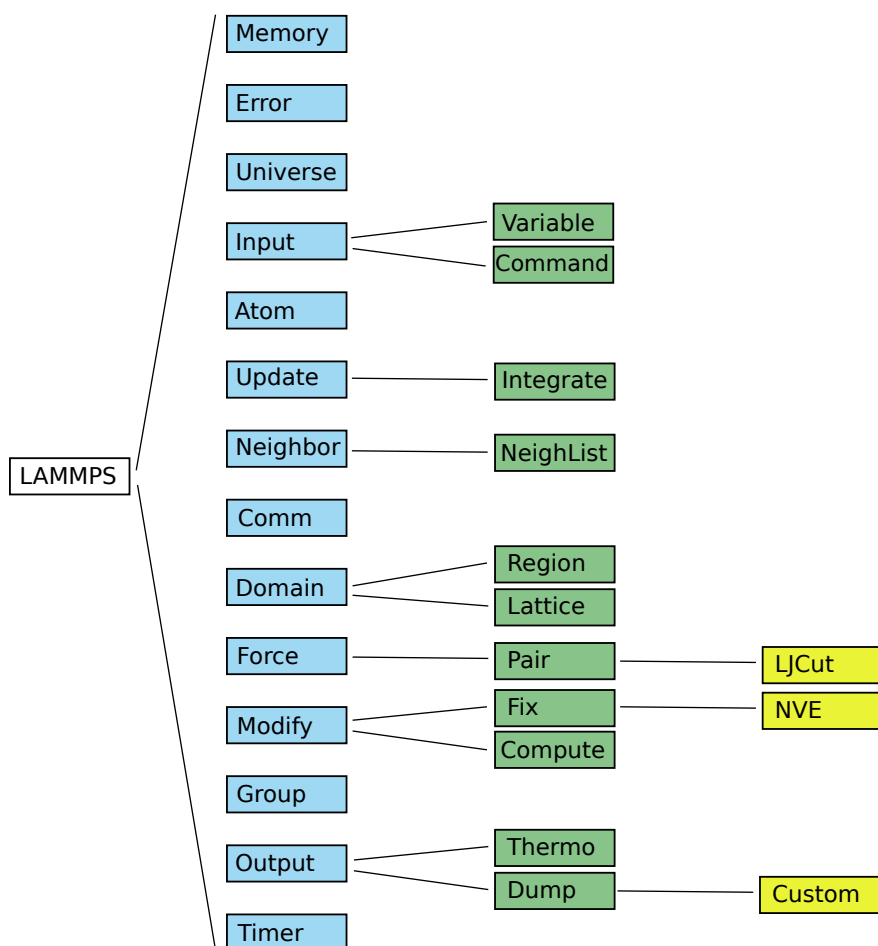 Memory
Error
Universe
Input
Variable
Command
Atom
Update
Integrate
Neighbor
NeighList
LAMMPS
Comm
Domain
Region
Lattice
Force
Pair
LJCut
Modify
Fix
NVE
Compute
Group
Output
Thermo
Dump
Custom
Timer